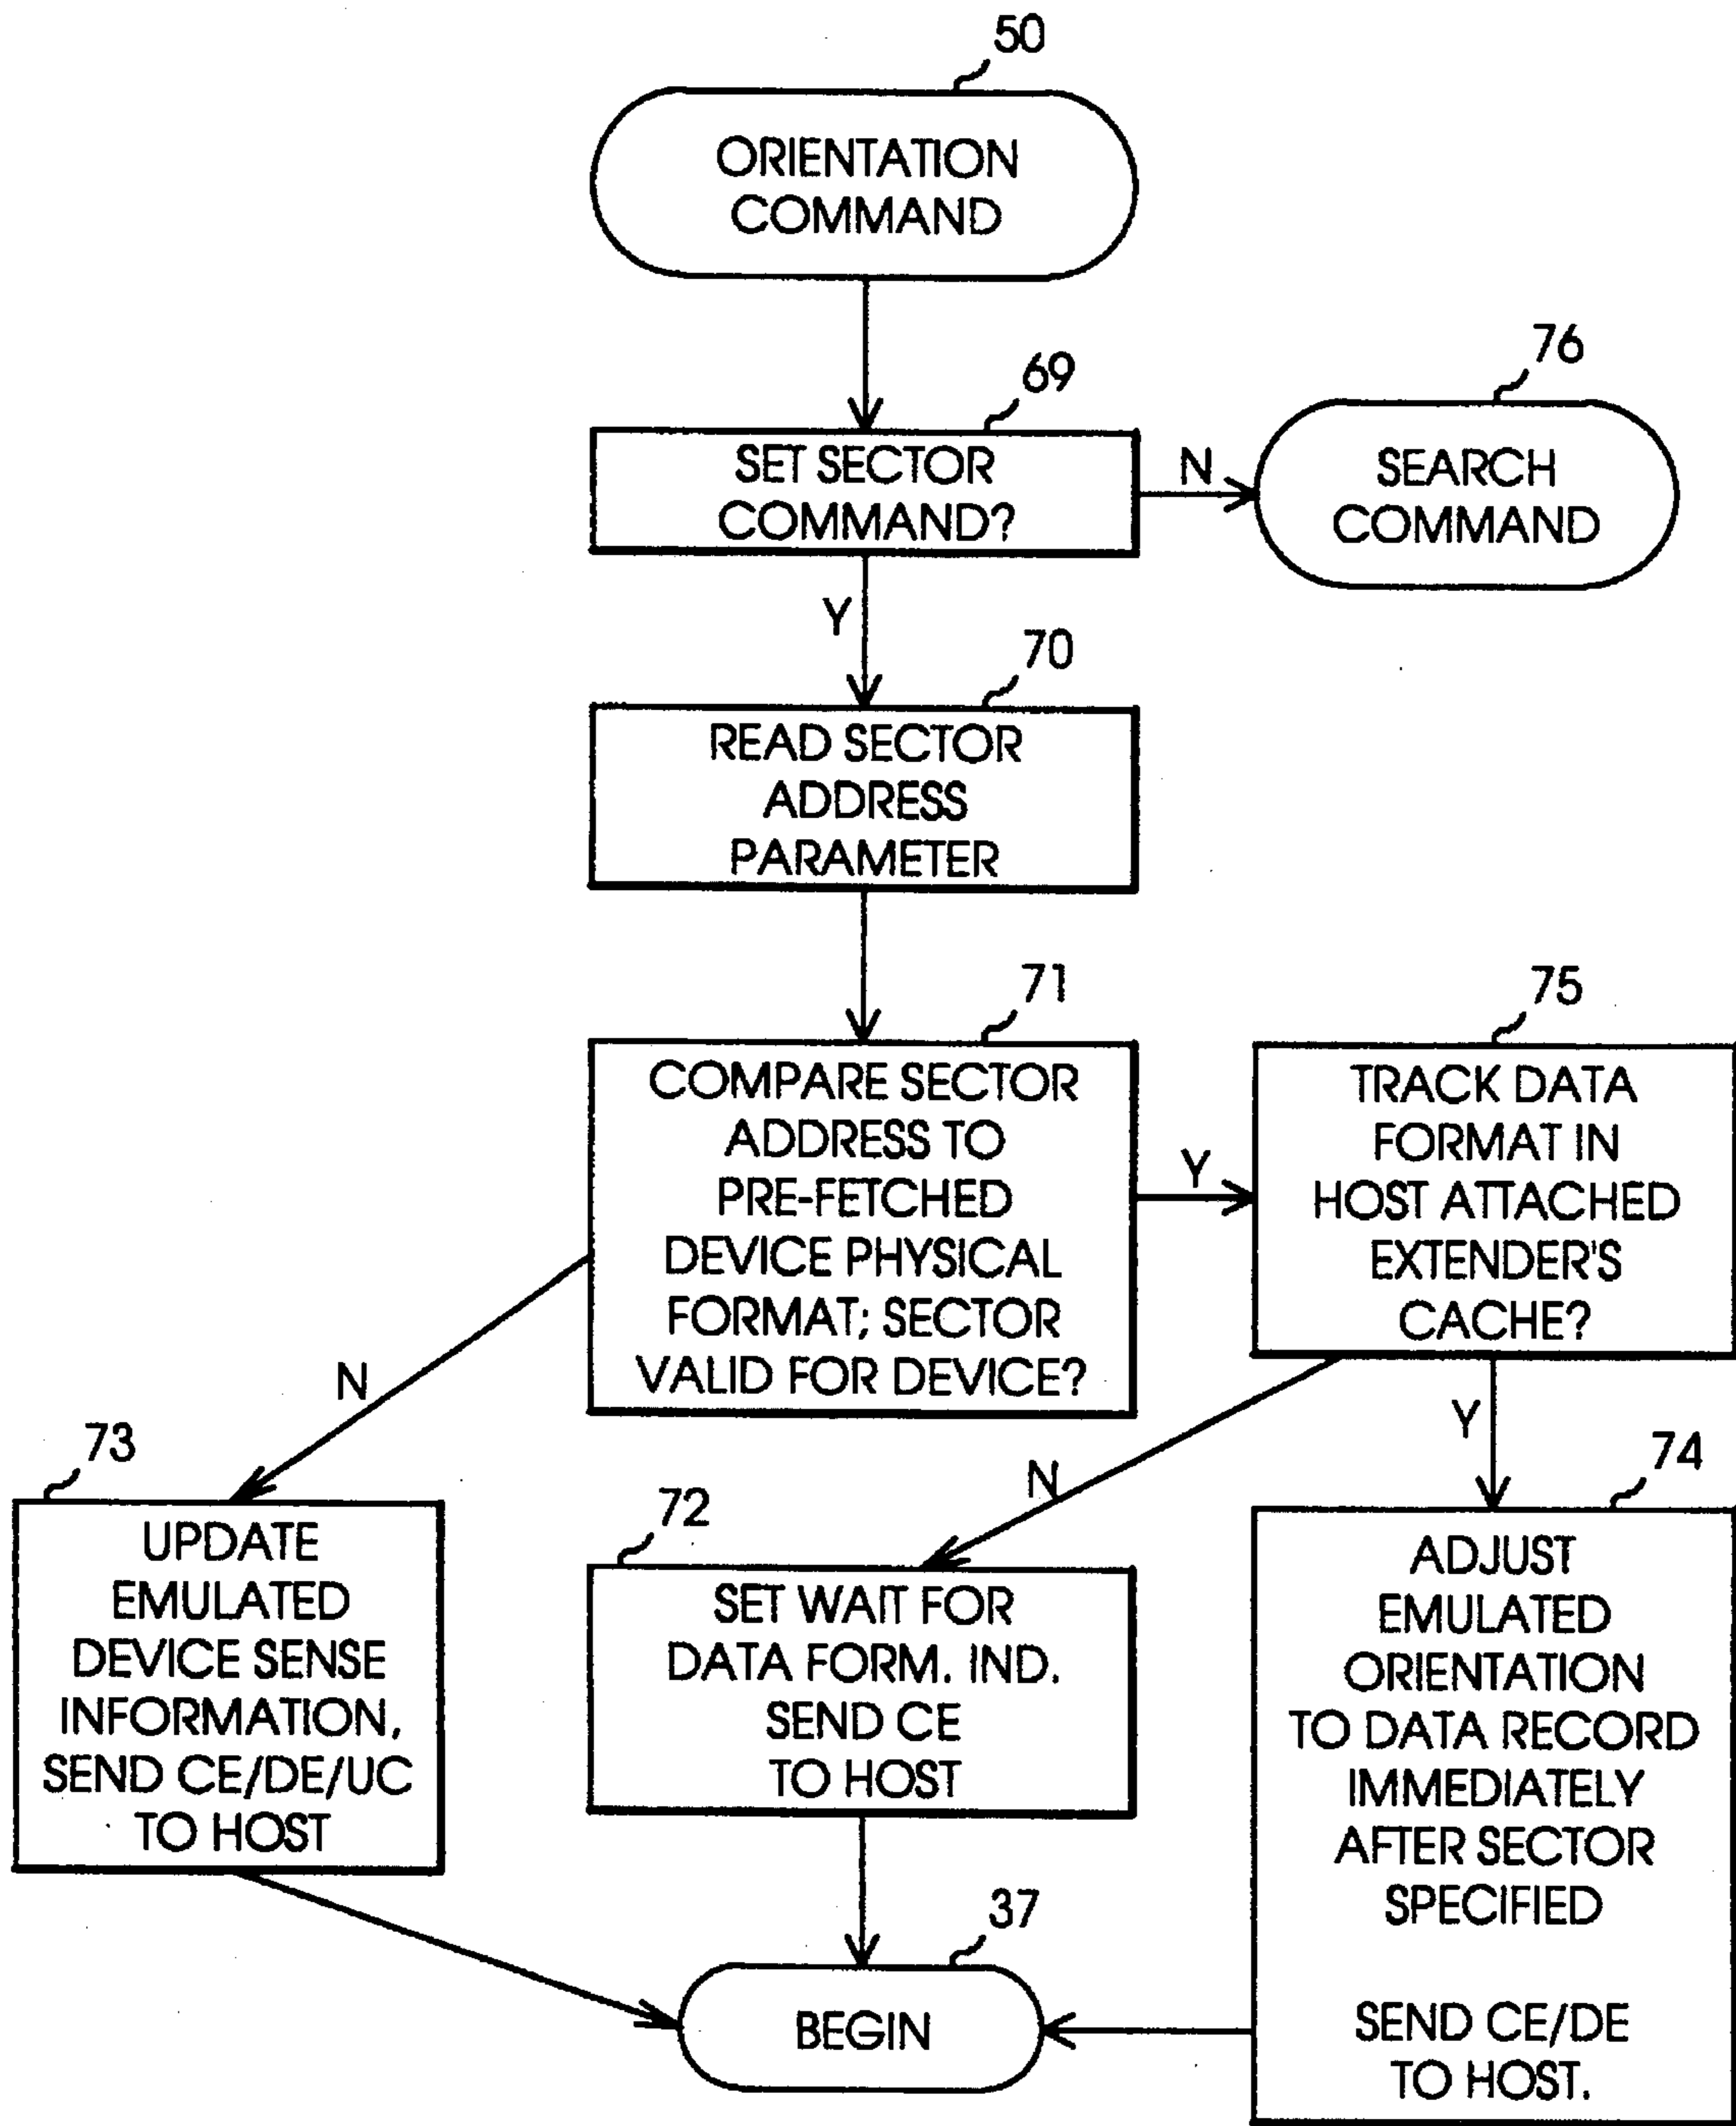 50
ORIENTATION
COMMAND
69
SET SECTOR
COMMAND?
N
76
SEARCH
COMMAND
Y
70
READ SECTOR
ADDRESS
PARAMETER
71
COMPARE SECTOR
ADDRESS TO
PRE-FETCHED
DEVICE PHYSICAL
FORMAT; SECTOR
VALID FOR DEVICE?
Y
75
TRACK DATA
FORMAT IN
HOST ATTACHED
EXTENDER'S
CACHE?
N
73
UPDATE
EMULATED
DEVICE SENSE
INFORMATION,
SEND CE/DE/UC
TO HOST
N
72
SET WAIT FOR
DATA FORM. IND.
SEND CE
TO HOST
Y
74
ADJUST
EMULATED
ORIENTATION
TO DATA RECORD
IMMEDIATELY
AFTER SECTOR
SPECIFIED
SEND CE/DE
TO HOST.
37
BEGIN